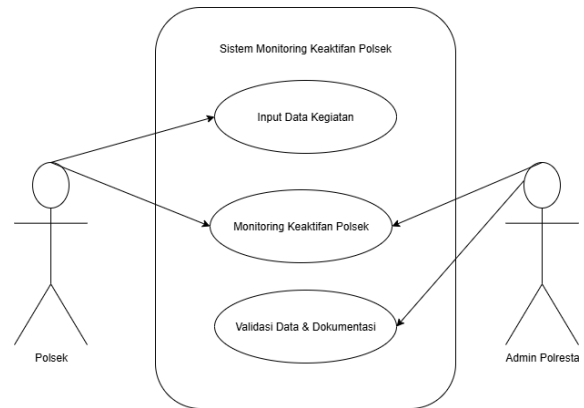 Sistem Monitoring Keaktifan Polsek
Input Data Kegiatan
Monitoring Keaktifan Polsek
Validasi Data & Dokumentasi
Polsek
Admin Polresta